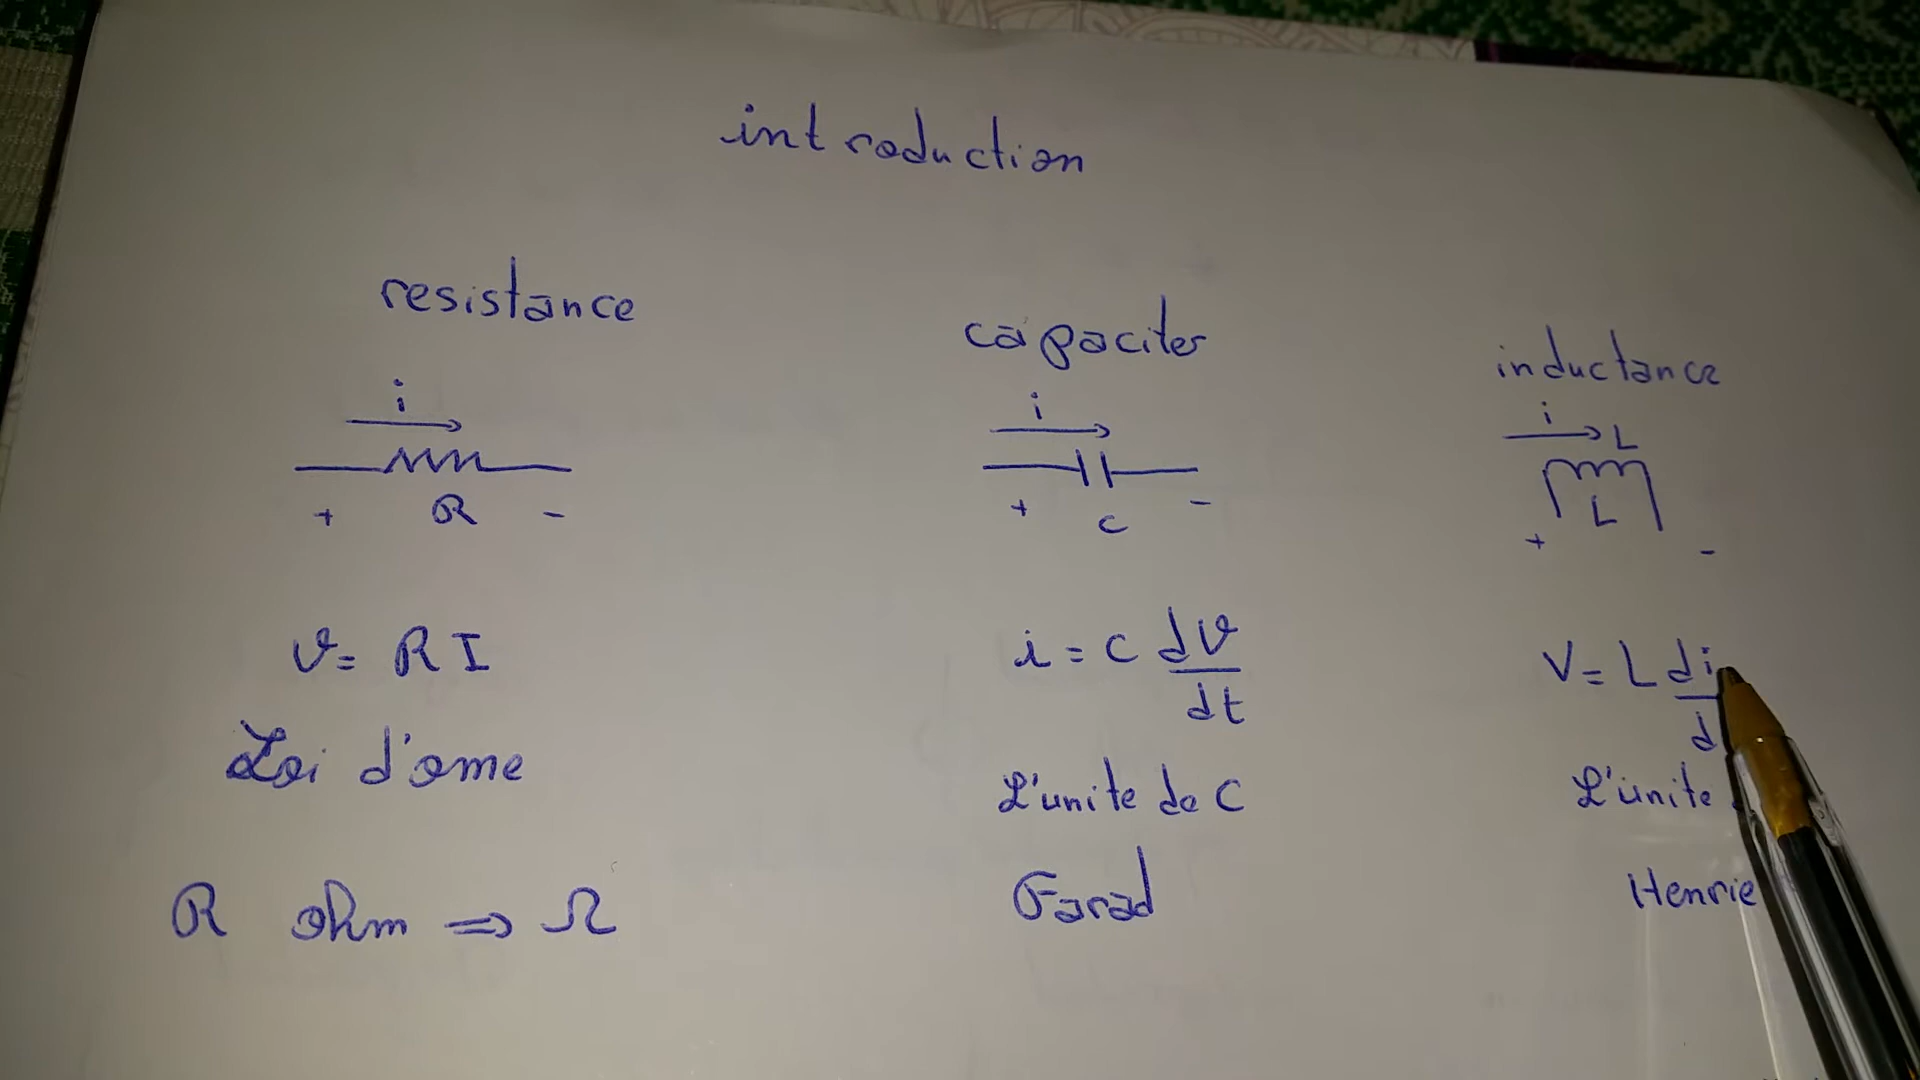 introduction
resistance
i
+ R -
v = R I
Loi d'ome
R ohm => Ω
capaciter
i
+ C -
i = C dv/dt
L'unite de C
Farad
inductance
i L
L
+ -
V = L di/d
L'unite
Henrie